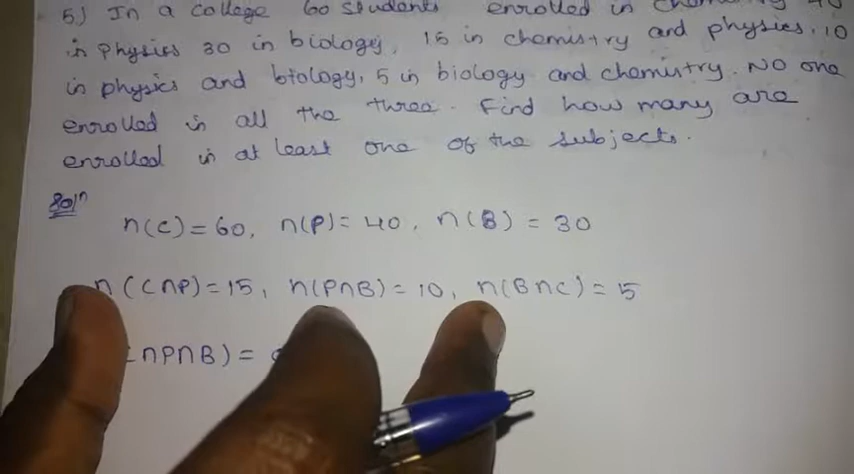 5.) In a college 60 students enrolled in chemistry 40
in physics 30 in biology, 15 in chemistry and physics, 10
in physics and biology, 5 in biology and chemistry. No one
enrolled in all the three. Find how many are
enrolled in at least one of the subjects.
Soln
n(C) = 60, n(P) = 40, n(B) = 30
n(C∩P) = 15, n(P∩B) = 10, n(B∩C) = 5
∩P∩B) =